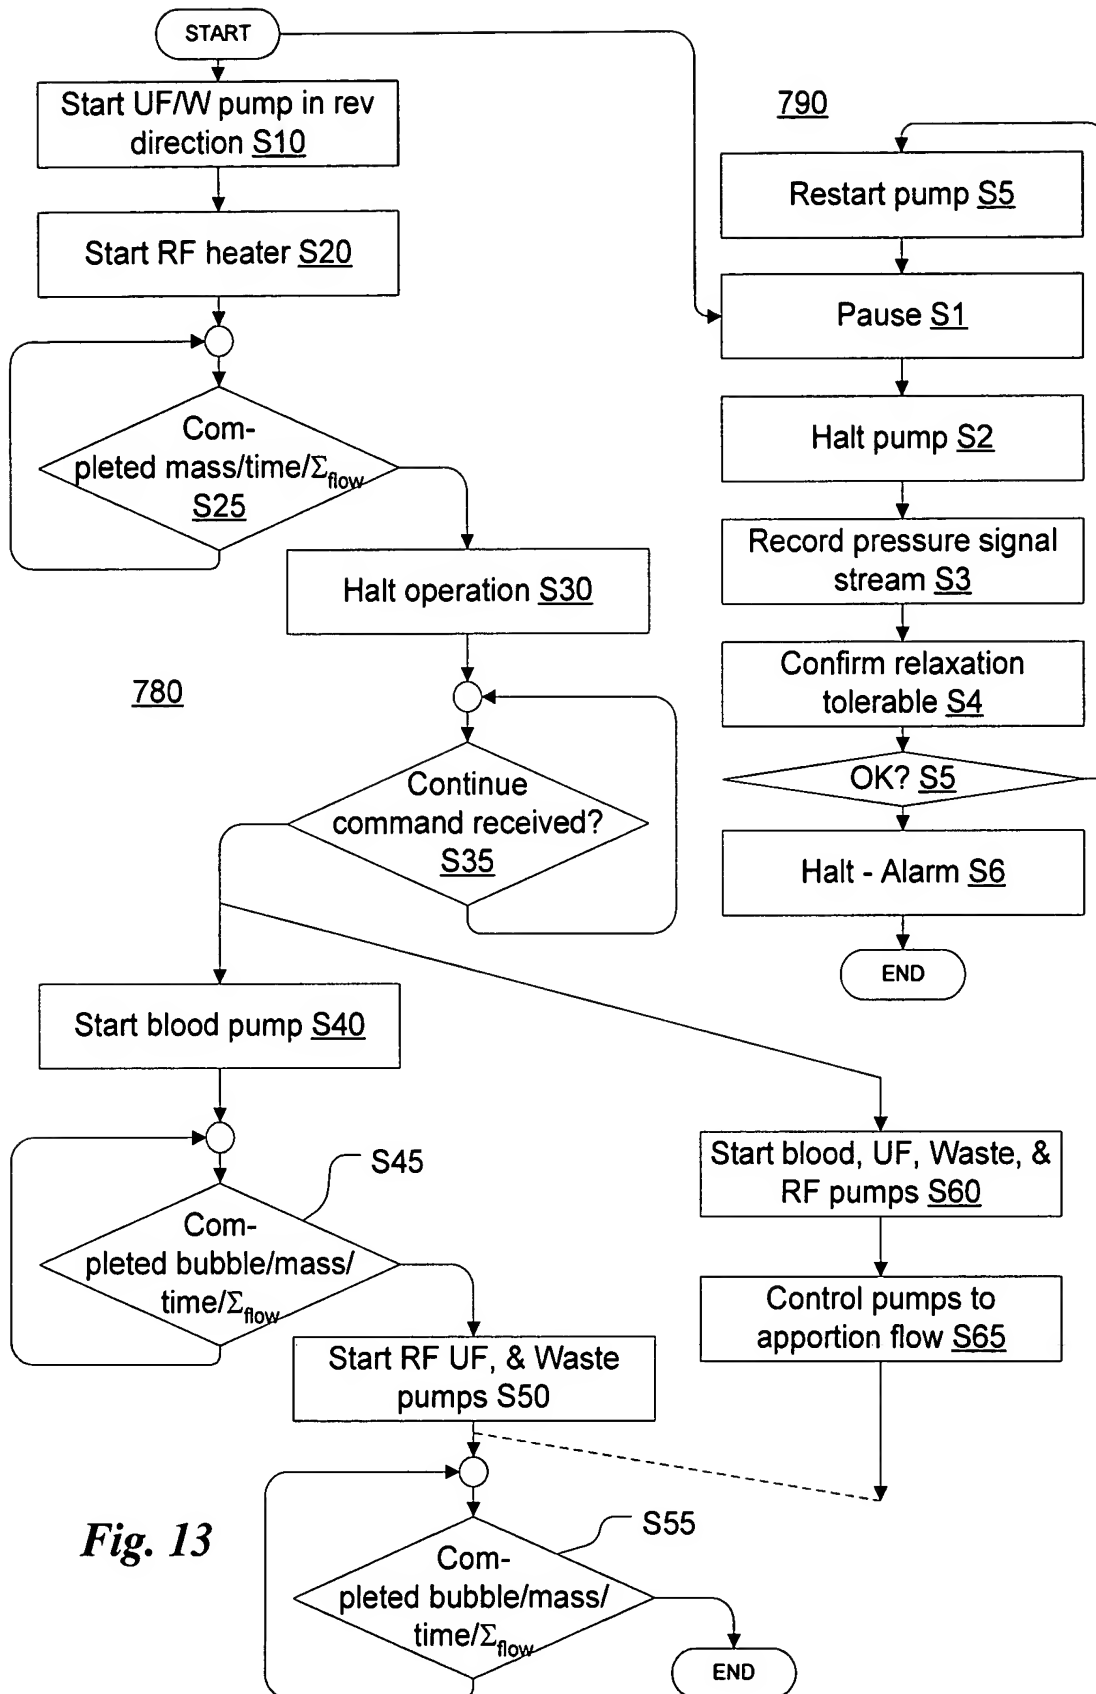 START
Start UF/W pump in rev
direction S10
Start RF heater S20
Com-
pleted mass/time/Σflow
S25
Halt operation S30
780
Continue
command received?
S35
Start blood pump S40
S45
Com-
pleted bubble/mass/
time/Σflow
Start RF UF, & Waste
pumps S50
S55
Com-
pleted bubble/mass/
time/Σflow
END
790
Restart pump S5
Pause S1
Halt pump S2
Record pressure signal
stream S3
Confirm relaxation
tolerable S4
OK? S5
Halt - Alarm S6
END
Start blood, UF, Waste, &
RF pumps S60
Control pumps to
apportion flow S65
Fig. 13